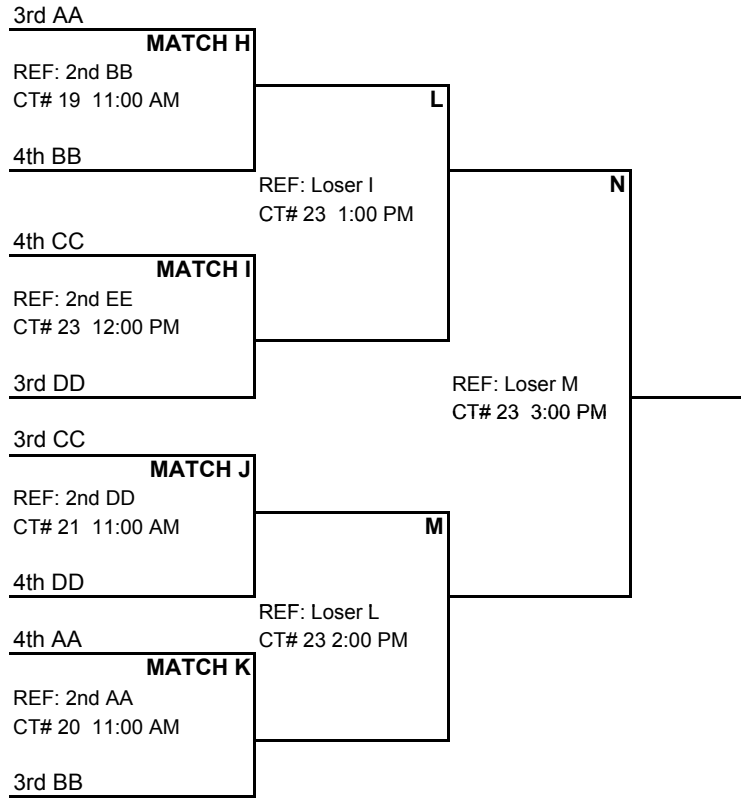 3rd AA
MATCH H
REF: 2nd BB
CT# 19 11:00 AM
L
4th BB
REF: Loser I
CT# 23 1:00 PM
N
4th CC
MATCH I
REF: 2nd EE
CT# 23 12:00 PM
3rd DD
REF: Loser M
CT# 23 3:00 PM
3rd CC
MATCH J
REF: 2nd DD
CT# 21 11:00 AM
M
4th DD
REF: Loser L
CT# 23 2:00 PM
4th AA
MATCH K
REF: 2nd AA
CT# 20 11:00 AM
3rd BB